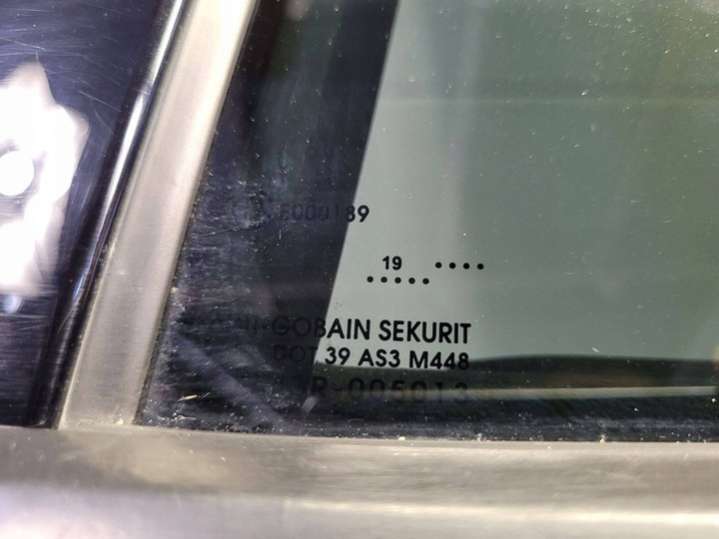 E000189
19 ....
.....
GOBAIN SEKURIT
DOT 39 AS3 M448